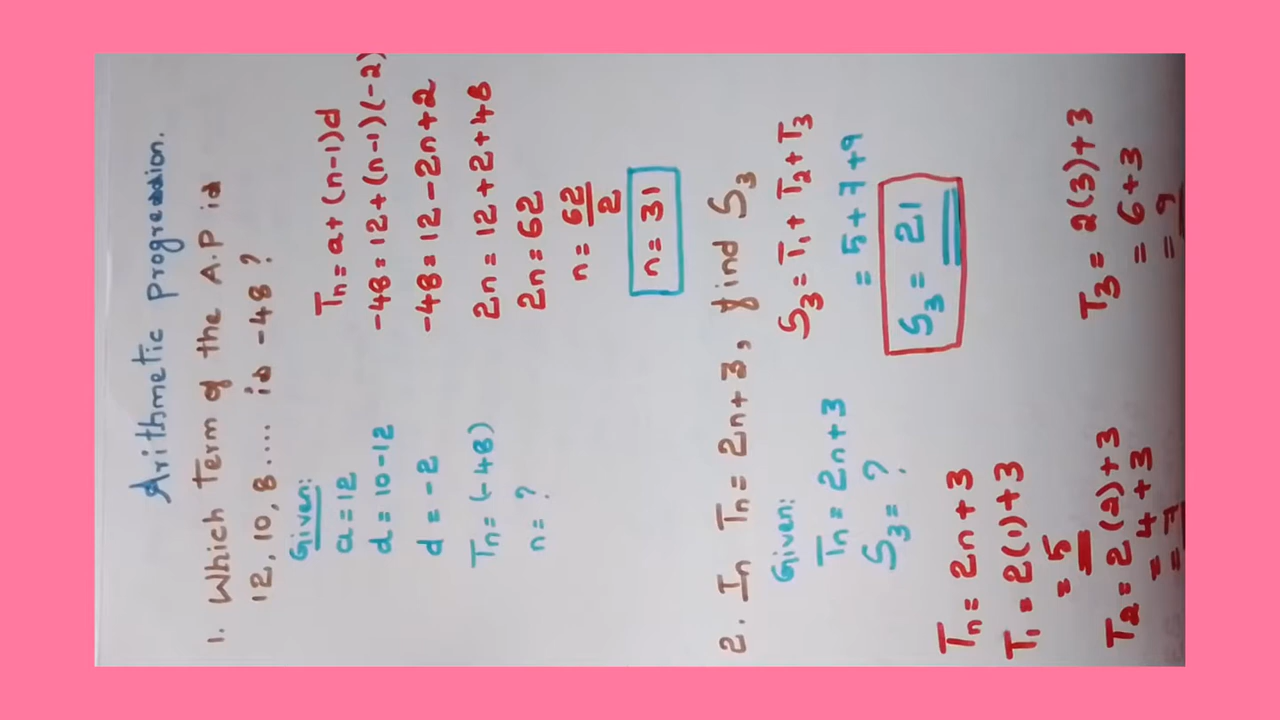 Arithmetic progression.
1. Which Term of the A.P is
12, 10, 8.... is -48 ?
Given:
a = 12
d = 10-12
d = -2
Tn = (-48)
n = ?
Tn = a + (n-1)d
-48 = 12 + (n-1)(-2)
-48 = 12 - 2n + 2
2n = 12 + 2 + 48
2n = 62
n = 62/2
n = 31
2. In Tn = 2n + 3, find S3
Given:
Tn = 2n + 3
S3 = ?
S3 = T1 + T2 + T3
= 5 + 7 + 9
S3 = 21
Tn = 2n + 3
T1 = 2(1) + 3
= 5
T2 = 2(2) + 3
= 4 + 3
= 7
T3 = 2(3) + 3
= 6 + 3
= 9